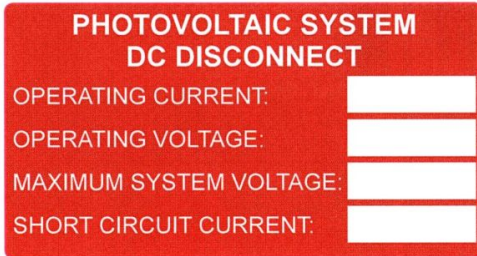 PHOTOVOLTAIC SYSTEM
DC DISCONNECT
OPERATING CURRENT:
OPERATING VOLTAGE:
MAXIMUM SYSTEM VOLTAGE:
SHORT CIRCUIT CURRENT: